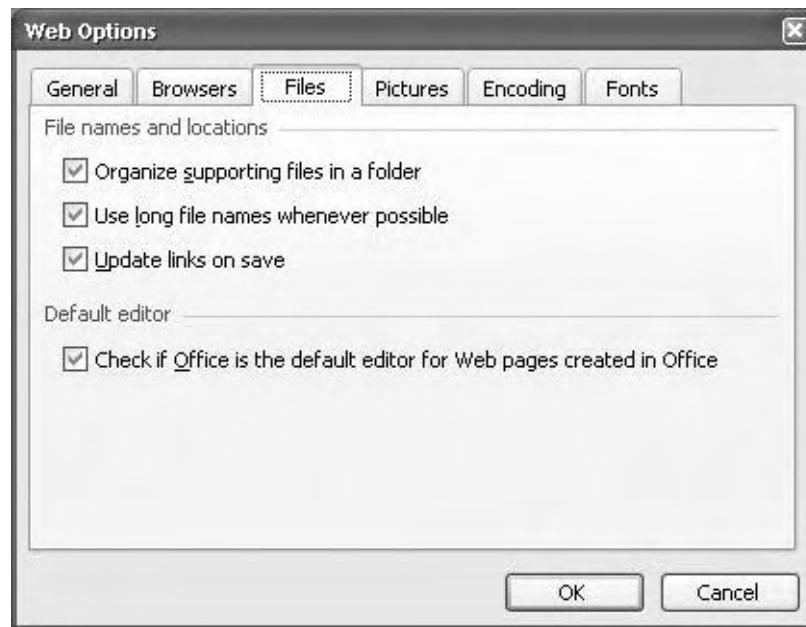 Web Options
General Browsers Files Pictures Encoding Fonts
File names and locations
Organize supporting files in a folder
Use long file names whenever possible
Update links on save
Default editor
Check if Office is the default editor for Web pages created in Office
OK Cancel